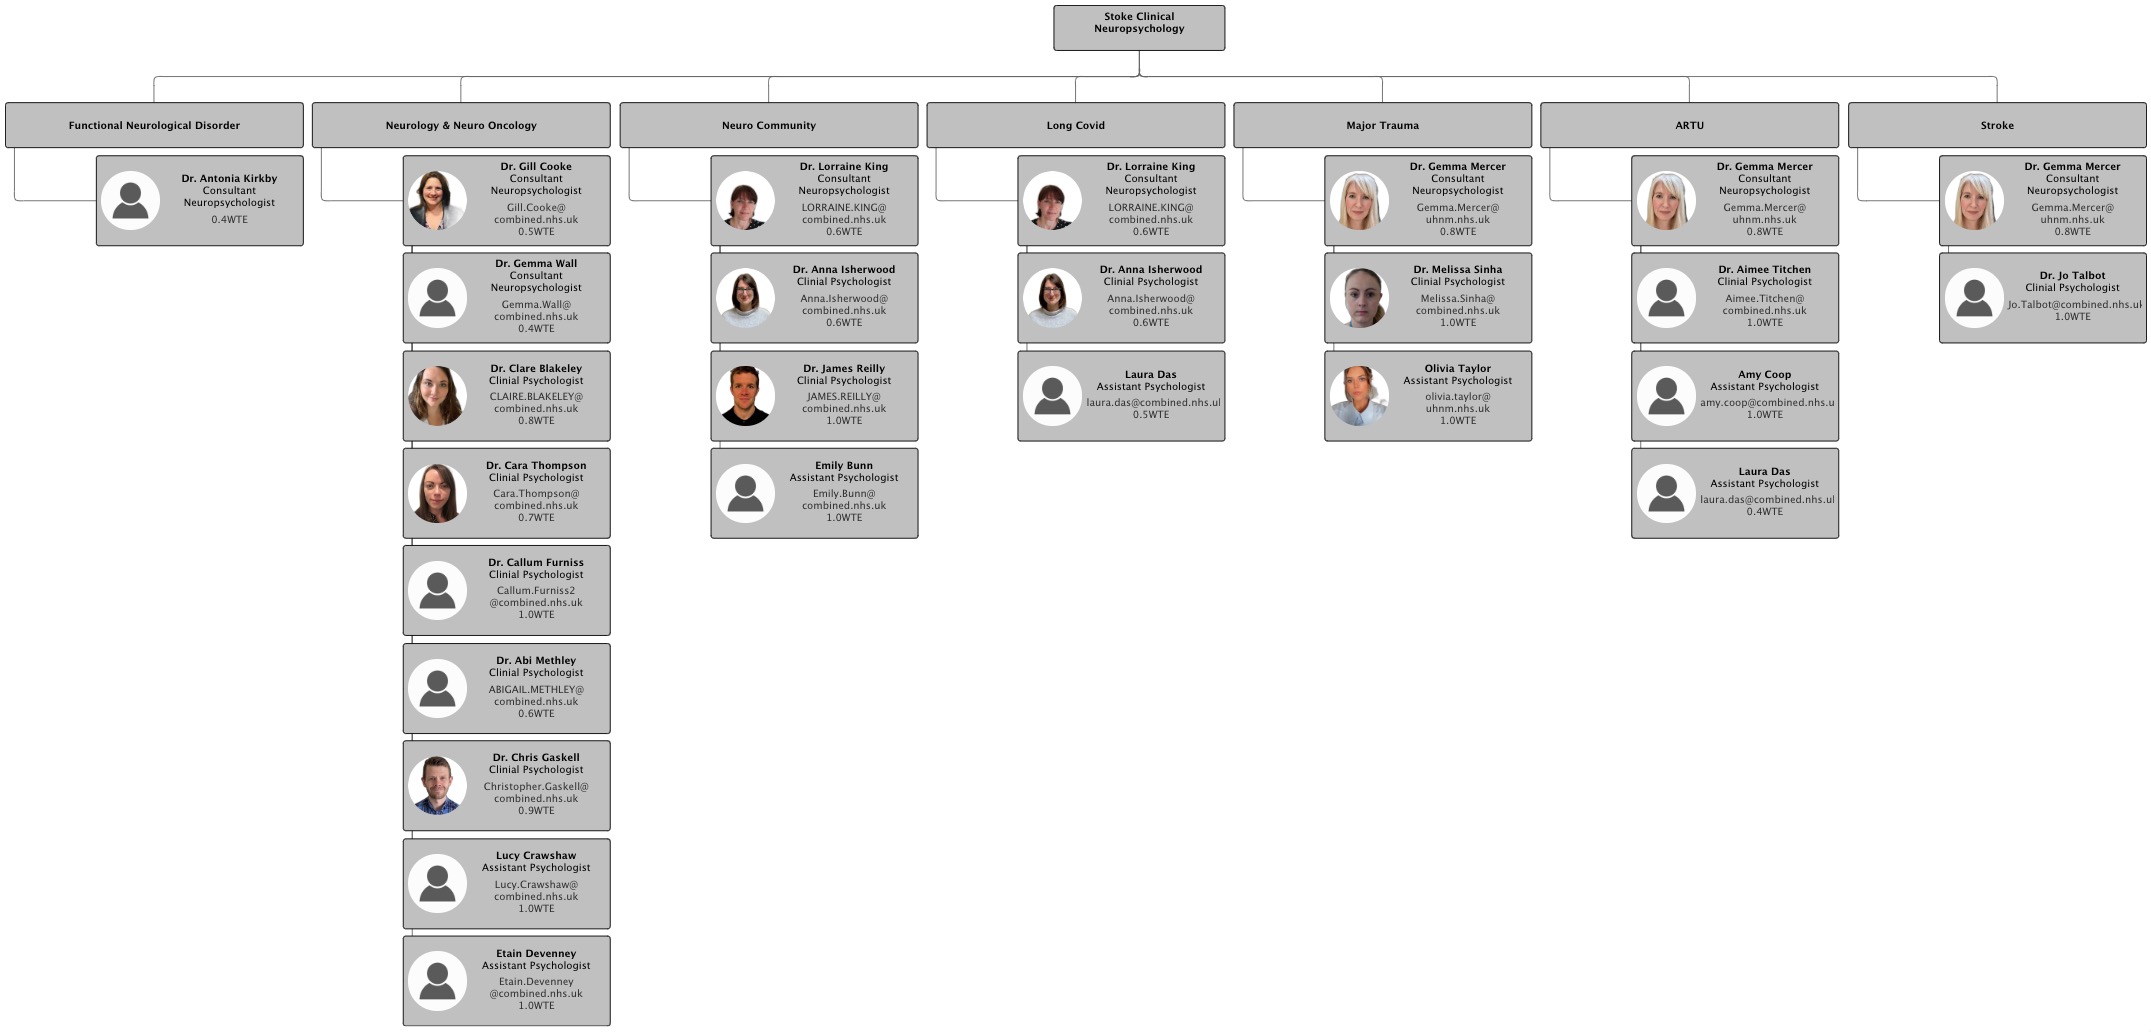 Stoke Clinical
Neuropsychology
Functional Neurological Disorder
Dr. Antonia Kirkby
Consultant
Neuropsychologist
0.4WTE
Neurology & Neuro Oncology
Dr. Gill Cooke
Consultant
Neuropsychologist
Gill.Cooke@
combined.nhs.uk
0.5WTE
Dr. Gemma Wall
Consultant
Neuropsychologist
Gemma.Wall@
combined.nhs.uk
0.4WTE
Dr. Clare Blakeley
Clinial Psychologist
CLAIRE.BLAKELEY@
combined.nhs.uk
0.8WTE
Dr. Cara Thompson
Clinial Psychologist
Cara.Thompson@
combined.nhs.uk
0.7WTE
Dr. Callum Furniss
Clinial Psychologist
Callum.Furniss2
@combined.nhs.uk
1.0WTE
Dr. Abi Methley
Clinial Psychologist
ABIGAIL.METHLEY@
combined.nhs.uk
0.6WTE
Dr. Chris Gaskell
Clinial Psychologist
Christopher.Gaskell@
combined.nhs.uk
0.9WTE
Lucy Crawshaw
Assistant Psychologist
Lucy.Crawshaw@
combined.nhs.uk
1.0WTE
Etain Devenney
Assistant Psychologist
Etain.Devenney
@combined.nhs.uk
1.0WTE
Neuro Community
Dr. Lorraine King
Consultant
Neuropsychologist
LORRAINE.KING@
combined.nhs.uk
0.6WTE
Dr. Anna Isherwood
Clinial Psychologist
Anna.Isherwood@
combined.nhs.uk
0.6WTE
Dr. James Reilly
Clinial Psychologist
JAMES.REILLY@
combined.nhs.uk
1.0WTE
Emily Bunn
Assistant Psychologist
Emily.Bunn@
combined.nhs.uk
1.0WTE
Long Covid
Dr. Lorraine King
Consultant
Neuropsychologist
LORRAINE.KING@
combined.nhs.uk
0.6WTE
Dr. Anna Isherwood
Clinial Psychologist
Anna.Isherwood@
combined.nhs.uk
0.6WTE
Laura Das
Assistant Psychologist
laura.das@combined.nhs.ul
0.5WTE
Major Trauma
Dr. Gemma Mercer
Consultant
Neuropsychologist
Gemma.Mercer@
uhnm.nhs.uk
0.8WTE
Dr. Melissa Sinha
Clinial Psychologist
Melissa.Sinha@
combined.nhs.uk
1.0WTE
Olivia Taylor
Assistant Psychologist
olivia.taylor@
uhnm.nhs.uk
1.0WTE
ARTU
Dr. Gemma Mercer
Consultant
Neuropsychologist
Gemma.Mercer@
uhnm.nhs.uk
0.8WTE
Dr. Aimee Titchen
Clinial Psychologist
Aimee.Titchen@
combined.nhs.uk
1.0WTE
Amy Coop
Assistant Psychologist
amy.coop@combined.nhs.u
1.0WTE
Laura Das
Assistant Psychologist
laura.das@combined.nhs.ul
0.4WTE
Stroke
Dr. Gemma Mercer
Consultant
Neuropsychologist
Gemma.Mercer@
uhnm.nhs.uk
0.8WTE
Dr. Jo Talbot
Clinial Psychologist
Jo.Talbot@combined.nhs.uk
1.0WTE